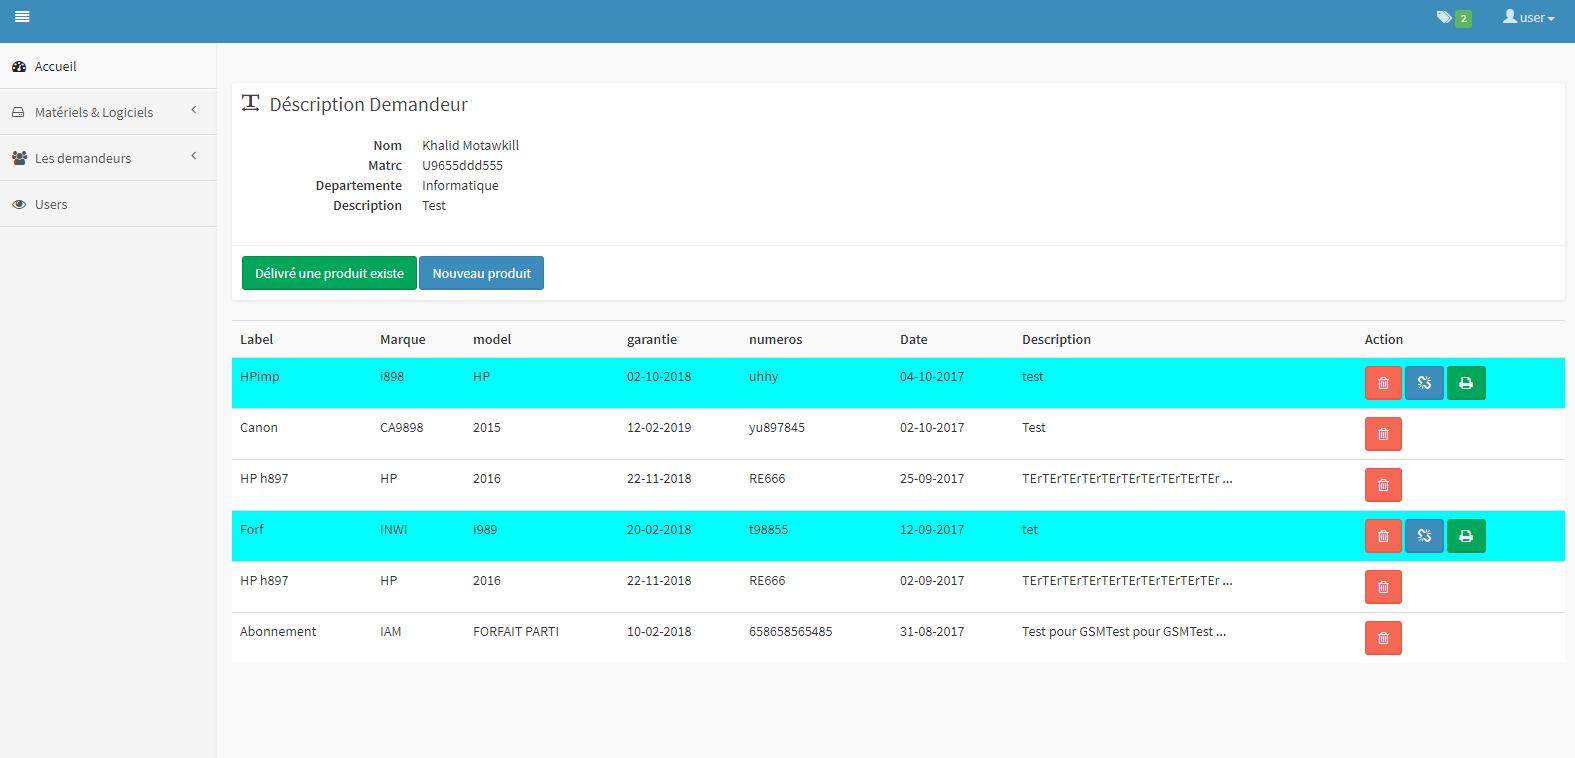 2 user
Accueil
Matériels & Logiciels
Les demandeurs
Users
Déscription Demandeur
Nom Khalid Motawkill
Matrc U9655ddd555
Departemente Informatique
Description Test
Délivré une produit existe Nouveau produit
Label Marque model garantie numeros Date Description Action
HPimp i898 HP 02-10-2018 uhhy 04-10-2017 test
Canon CA9898 2015 12-02-2019 yu897845 02-10-2017 Test
HP h897 HP 2016 22-11-2018 RE666 25-09-2017 TErTErTErTErTErTErTErTErTErTEr ...
Forf INWI I989 20-02-2018 t98855 12-09-2017 tet
HP h897 HP 2016 22-11-2018 RE666 02-09-2017 TErTErTErTErTErTErTErTErTErTEr ...
Abonnement IAM FORFAIT PARTI 10-02-2018 658658565485 31-08-2017 Test pour GSMTest pour GSMTest ...